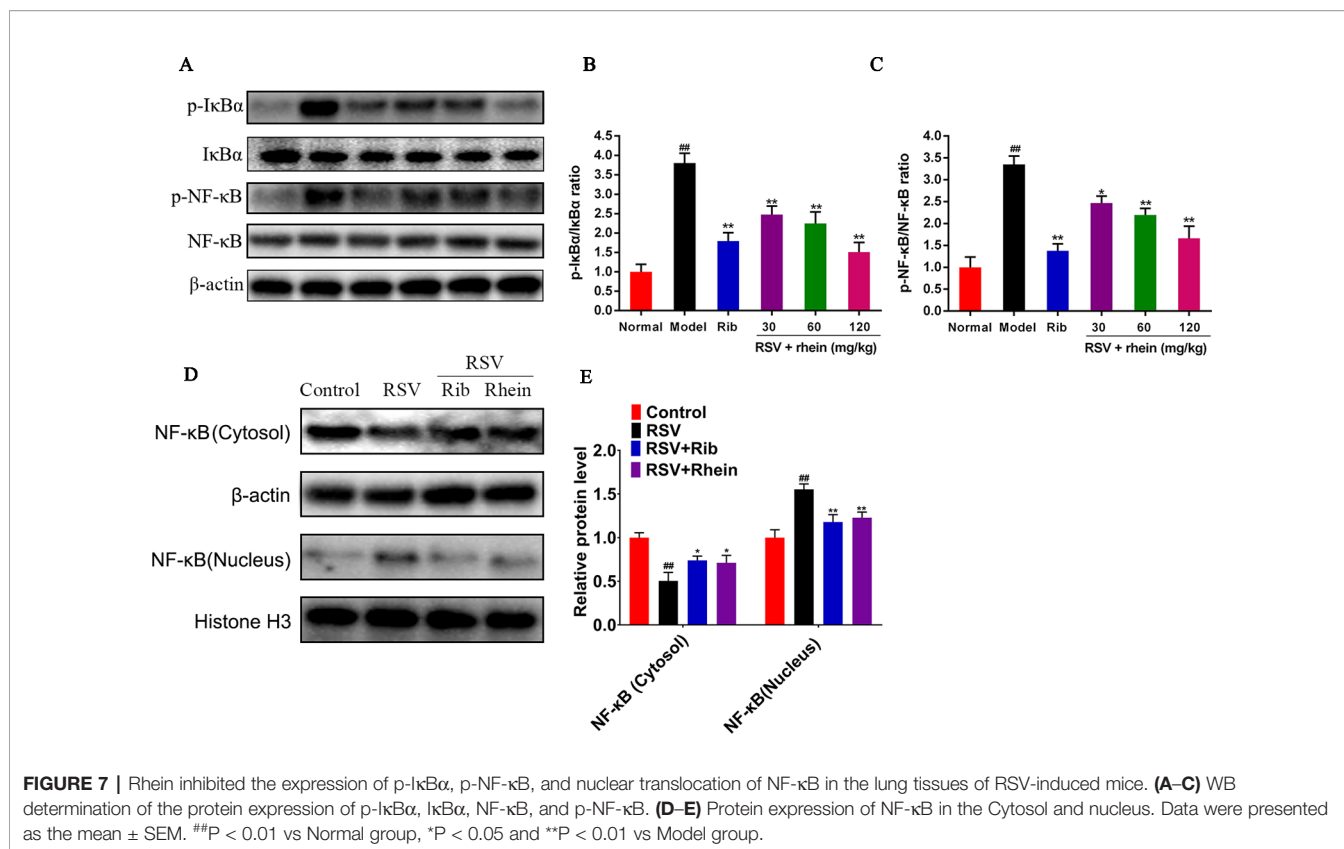 A
p-IκBα
IκBα
p-NF-κB
NF-κB
β-actin
B
p-IκBα/IκBα ratio
4.5
4.0
3.5
3.0
2.5
2.0
1.5
1.0
0.5
0.0
##
**
**
**
**
Normal Model Rib 30 60 120
RSV + rhein (mg/kg)
C
p-NF-κB/NF-κB ratio
4.0
3.5
3.0
2.5
2.0
1.5
1.0
0.5
0.0
##
**
*
**
**
Normal Model Rib 30 60 120
RSV + rhein (mg/kg)
D
RSV
Control RSV Rib Rhein
NF-κB(Cytosol)
β-actin
NF-κB(Nucleus)
Histone H3
E
Control
RSV
RSV+Rib
RSV+Rhein
Relative protein level
2.0
1.5
1.0
0.5
0.0
##
*
*
##
**
**
NF-κB (Cytosol)
NF-κB(Nucleus)
FIGURE 7 | Rhein inhibited the expression of p-IκBα, p-NF-κB, and nuclear translocation of NF-κB in the lung tissues of RSV-induced mice. (A–C) WB
determination of the protein expression of p-IκBα, IκBα, NF-κB, and p-NF-κB. (D–E) Protein expression of NF-κB in the Cytosol and nucleus. Data were presented
as the mean ± SEM. ##P < 0.01 vs Normal group, *P < 0.05 and **P < 0.01 vs Model group.